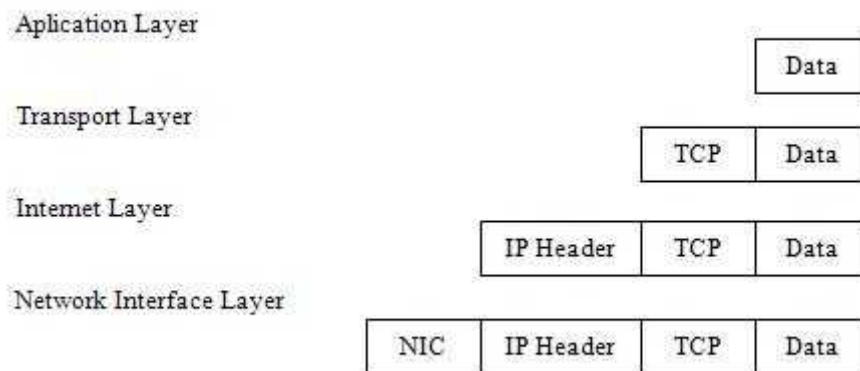 Aplication Layer
Data
Transport Layer
TCP Data
Internet Layer
IP Header TCP Data
Network Interface Layer
NIC IP Header TCP Data